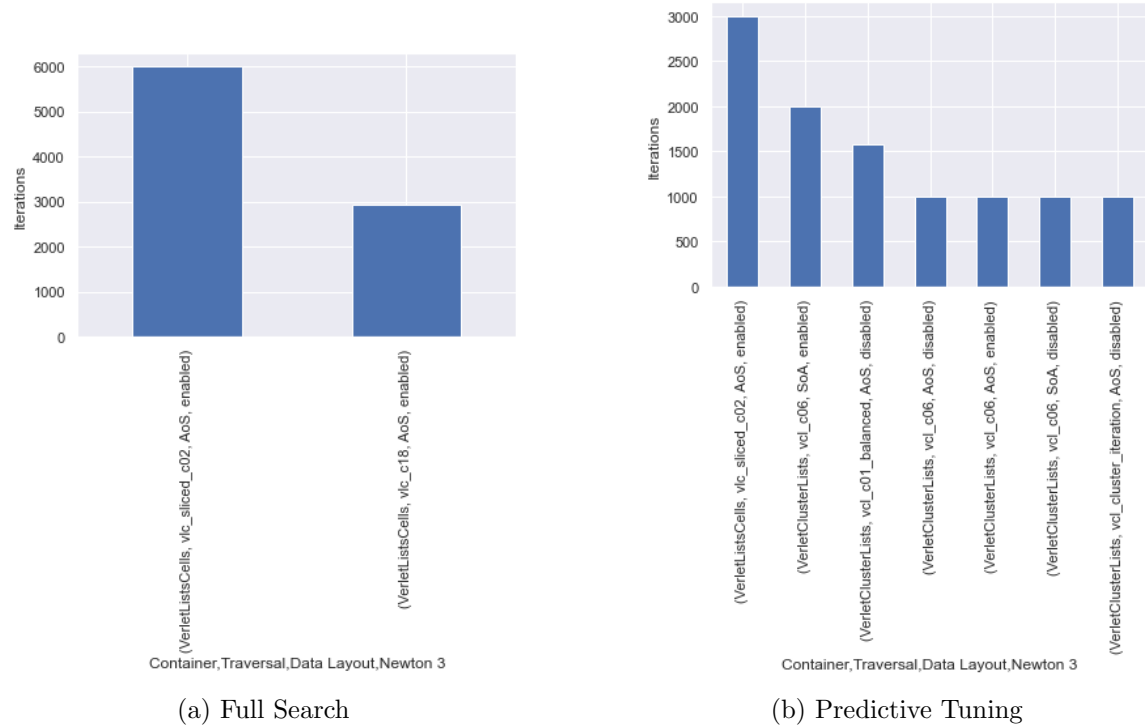 6000
5000
4000
3000
2000
1000
0
Iterations
(VerletListsCells, vlc_sliced_c02, AoS, enabled)
(VerletListsCells, vlc_c18, AoS, enabled)
Container,Traversal,Data Layout,Newton 3
(a) Full Search
3000
2500
2000
1500
1000
500
0
Iterations
(VerletListsCells, vlc_sliced_c02, AoS, enabled)
(VerletClusterLists, vcl_c06, SoA, enabled)
(VerletClusterLists, vcl_c01_balanced, AoS, disabled)
(VerletClusterLists, vcl_c06, AoS, disabled)
(VerletClusterLists, vcl_c06, AoS, enabled)
(VerletClusterLists, vcl_c06, SoA, disabled)
(VerletClusterLists, vcl_cluster_iteration, AoS, disabled)
Container,Traversal,Data Layout,Newton 3
(b) Predictive Tuning